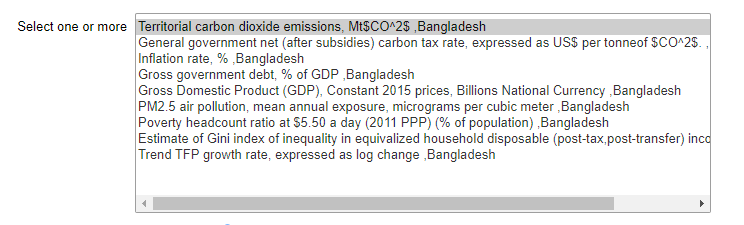 Select one or more
Territorial carbon dioxide emissions, Mt$CO^2$ ,Bangladesh
General government net (after subsidies) carbon tax rate, expressed as US$ per tonneof $CO^2$. ,
Inflation rate, % ,Bangladesh
Gross government debt, % of GDP ,Bangladesh
Gross Domestic Product (GDP), Constant 2015 prices, Billions National Currency ,Bangladesh
PM2.5 air pollution, mean annual exposure, micrograms per cubic meter ,Bangladesh
Poverty headcount ratio at $5.50 a day (2011 PPP) (% of population) ,Bangladesh
Estimate of Gini index of inequality in equivalized household disposable (post-tax,post-transfer)
Trend TFP growth rate, expressed as log change ,Bangladesh